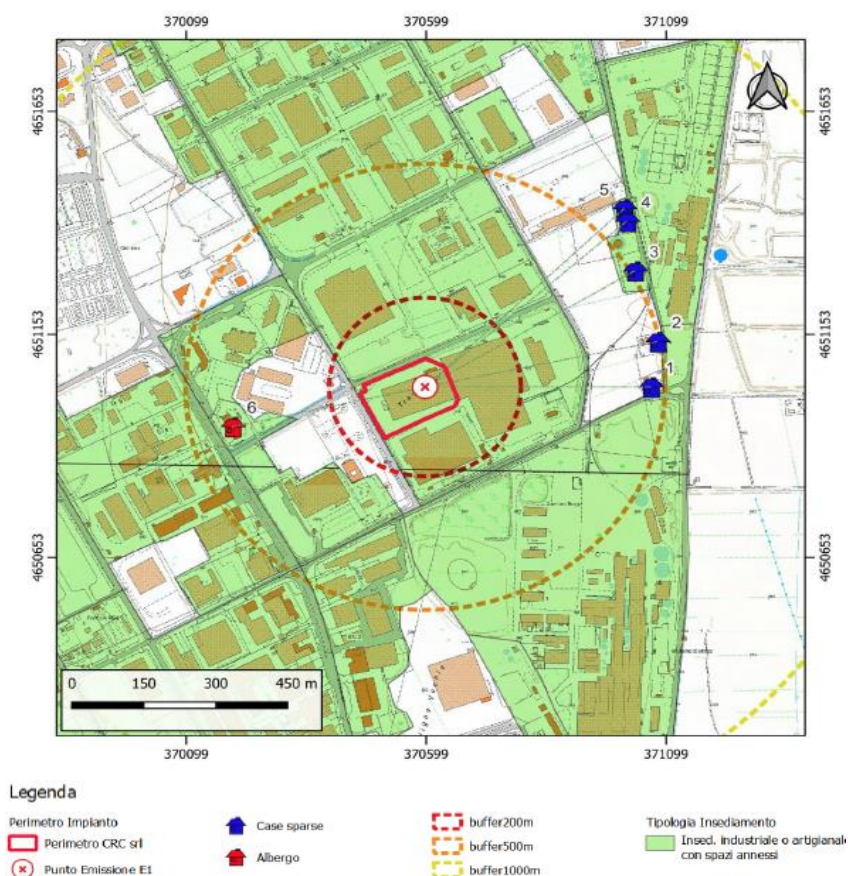 370099 370599 371099
N
4651653 4651653
5 4
3
4651153 4651153
2
1
6
4650653 4650653
0 150 300 450 m
370099 370599 371099
Legenda
Perimetro Impianto
Perimetro CRC srl
Punto Emissione E1
Case sparse
Albergo
buffer200m
buffer500m
buffer1000m
Tipologia Insediamento
Insed. industriale o artigianale
con spazi annessi